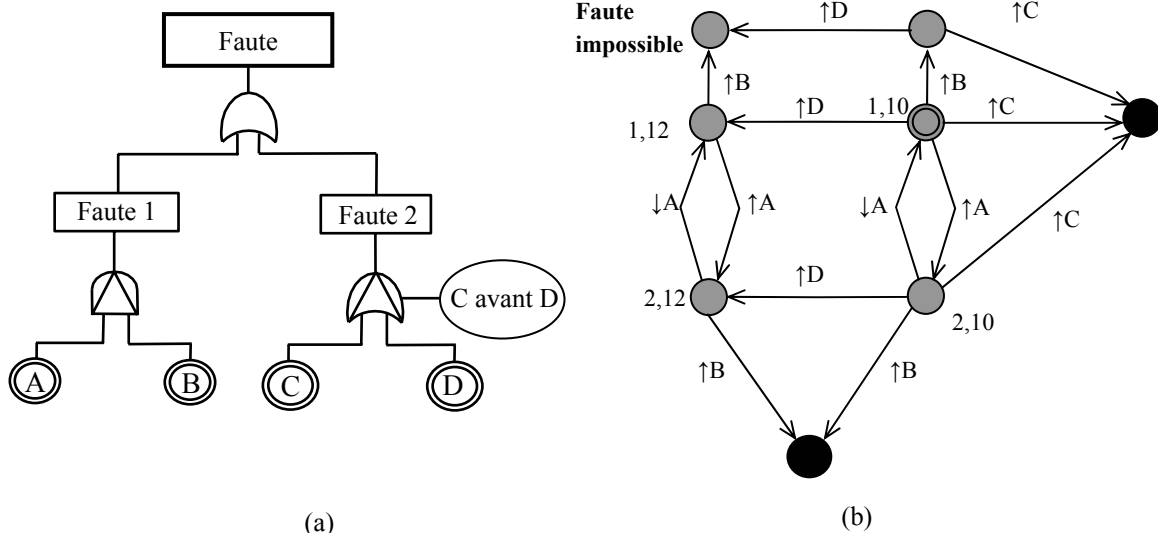 Faute
Faute 1
Faute 2
C avant D
A
B
C
D
(a)
Faute
impossible
↑D
↑C
↑B
↑B
1,12
↑D
1,10
↑C
↓A
↑A
↓A
↑A
↑C
2,12
↑D
2,10
↑B
↑B
(b)